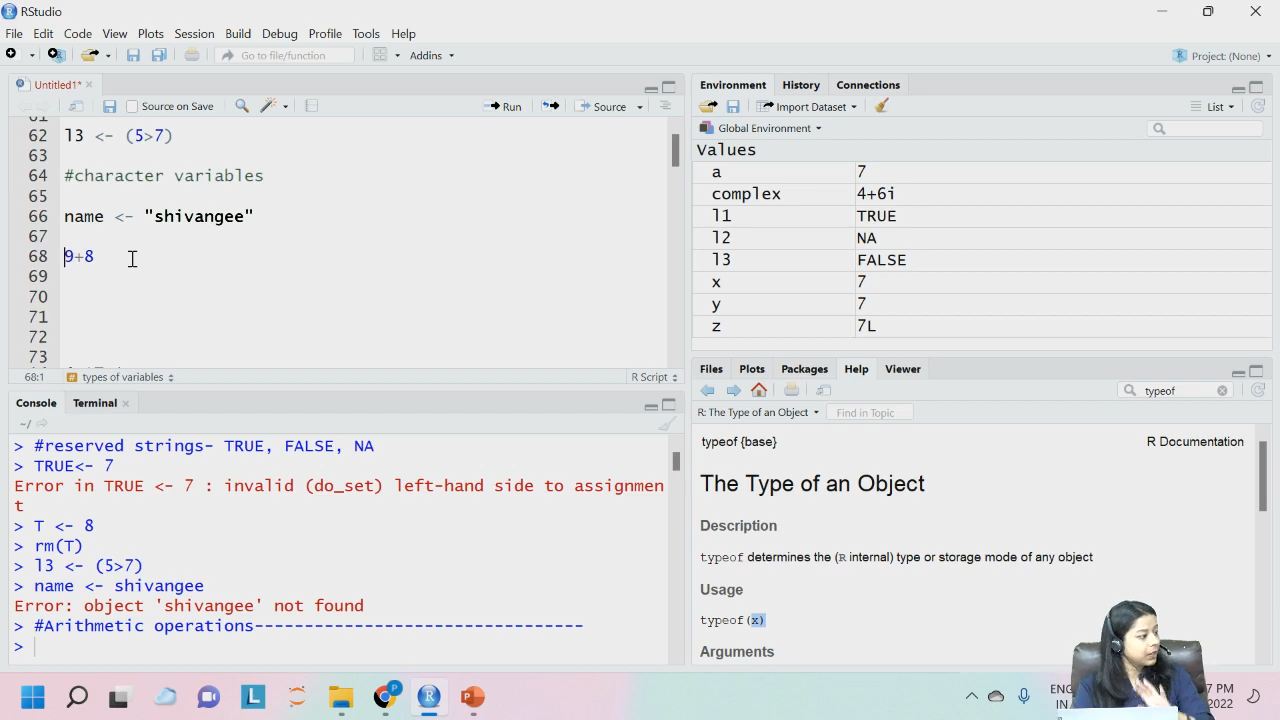 RStudio
File Edit Code View Plots Session Build Debug Profile Tools Help
Go to file/function Addins Project: (None)
Untitled1*
Source on Save Run Source
61
62 l3 <- (5>7)
63
64 #character variables
65
66 name <- "shivangee"
67
68 9+8
69
70
71
72
73
68:1 # types of variables R Script
Console Terminal
~/
> #reserved strings- TRUE, FALSE, NA
> TRUE<- 7
Error in TRUE <- 7 : invalid (do_set) left-hand side to assignmen
t
> T <- 8
> rm(T)
> l3 <- (5>7)
> name <- shivangee
Error: object 'shivangee' not found
> #Arithmetic operations---------------------------------
>
Environment History Connections
Import Dataset List
Global Environment
Values
a 7
complex 4+6i
l1 TRUE
l2 NA
l3 FALSE
x 7
y 7
z 7L
Files Plots Packages Help Viewer
typeof
R: The Type of an Object Find in Topic
typeof {base} R Documentation
The Type of an Object
Description
typeof determines the (R internal) type or storage mode of any object
Usage
typeof(x)
Arguments
ENG 7 PM
IN 2022